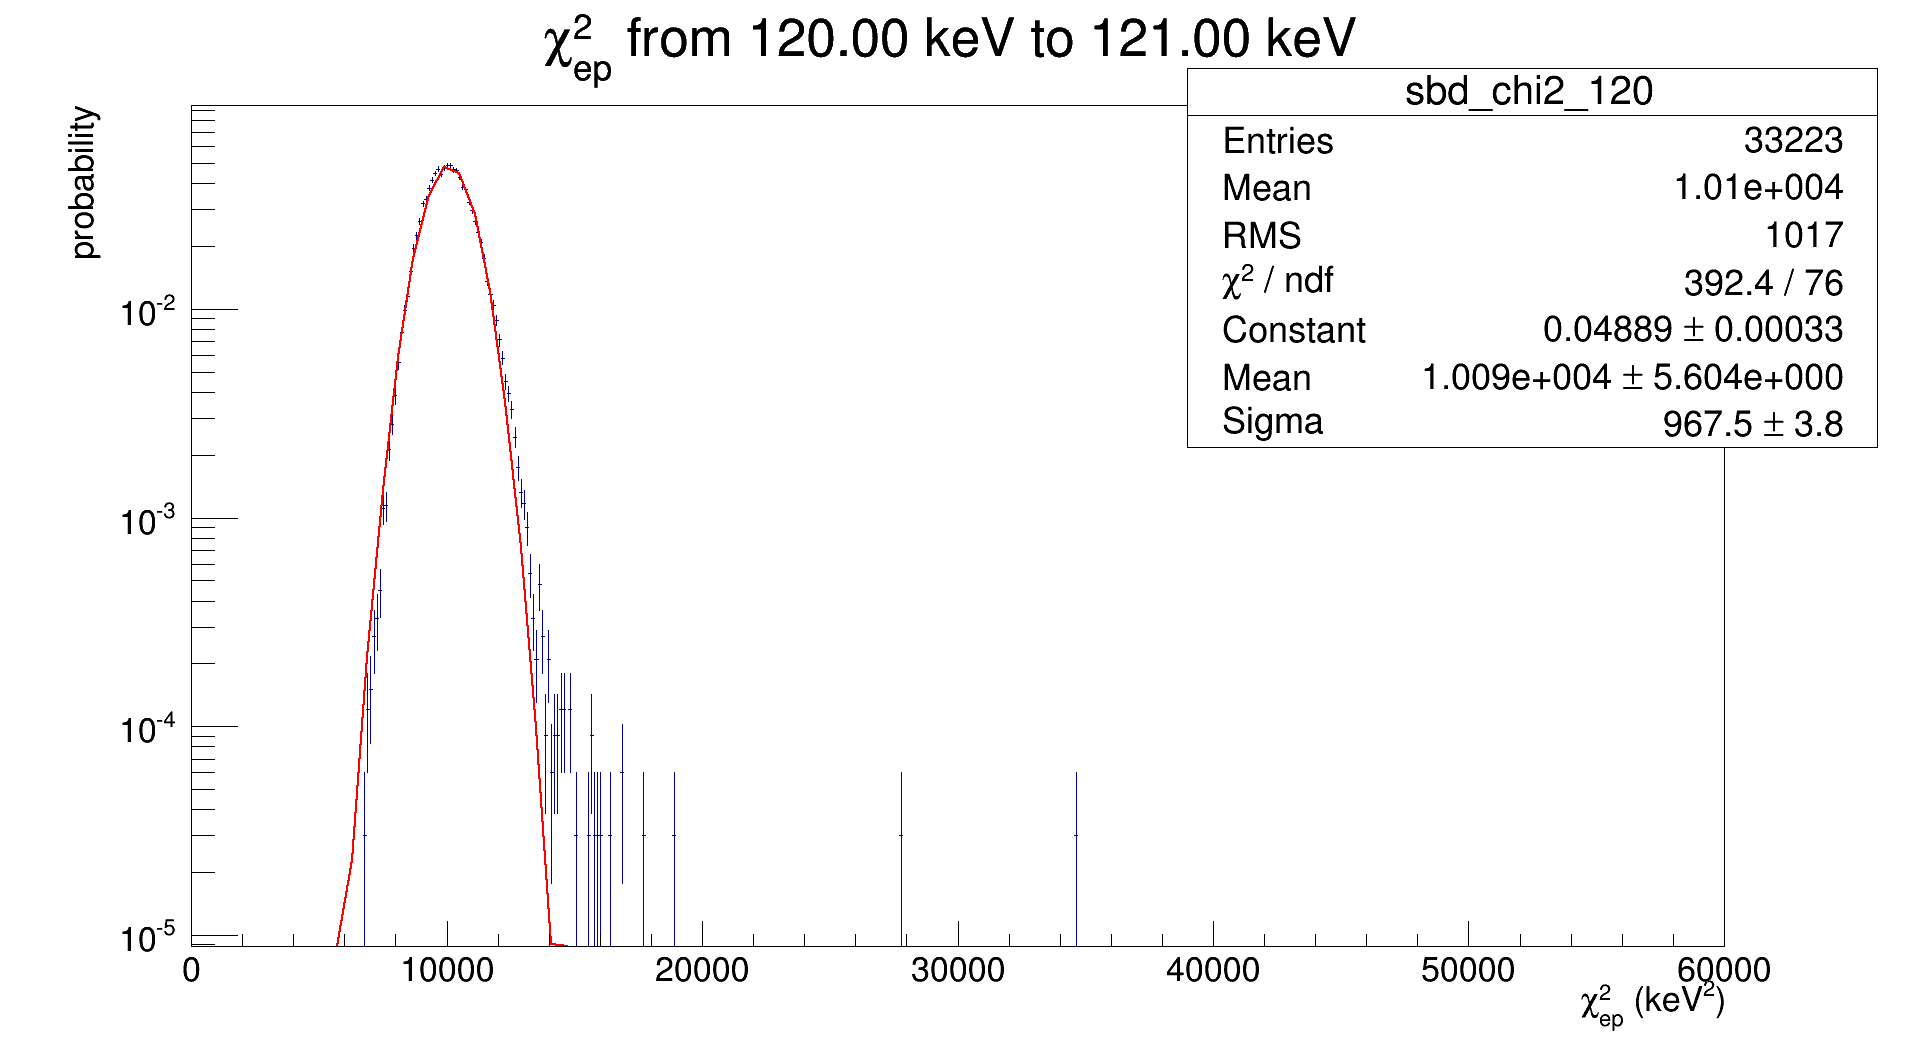 χ²ep from 120.00 keV to 121.00 keV
sbd_chi2_120
Entries 33223
Mean 1.01e+004
RMS 1017
χ² / ndf 392.4 / 76
Constant 0.04889 ± 0.00033
Mean 1.009e+004 ± 5.604e+000
Sigma 967.5 ± 3.8
probability
10⁻²
10⁻³
10⁻⁴
10⁻⁵
0 10000 20000 30000 40000 50000 60000
χ²ep (keV²)